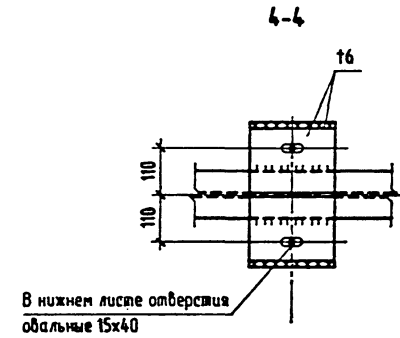 4-4
t6
110
110
В нижнем листе отверстия
овальные 15х40